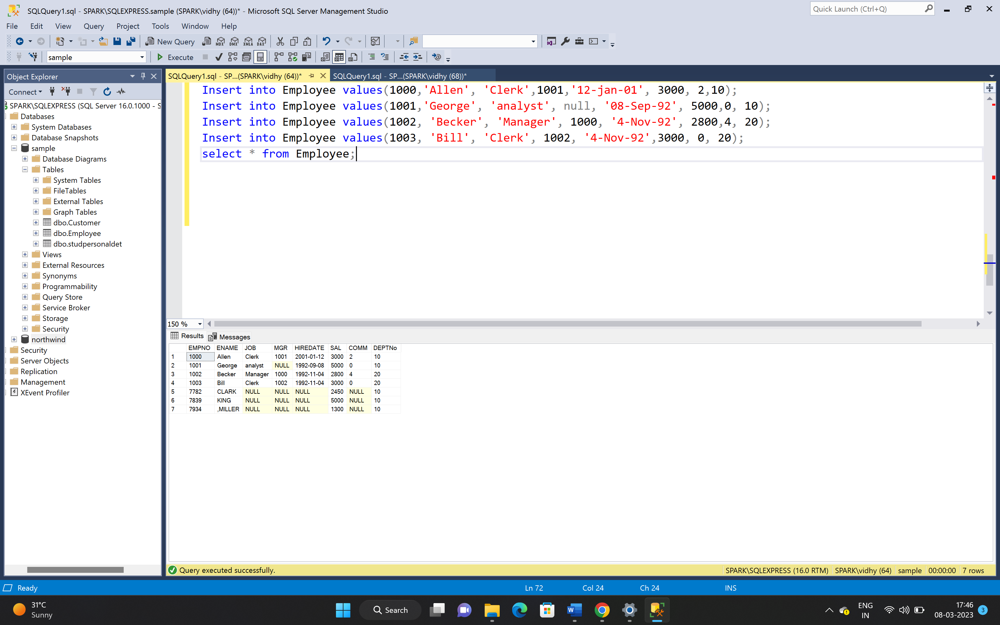 SQLQuery1.sql - SPARK\SQLEXPRESS.sample (SPARK\vidhy (64))* - Microsoft SQL Server Management Studio
Quick Launch (Ctrl+Q)
File Edit View Query Project Tools Window Help
New Query MDX DMX XMLA DAX
sample Execute
Object Explorer
SQLQuery1.sql - SP...(SPARK\vidhy (64))* SQLQuery1.sql - SP...(SPARK\vidhy (68))*
Connect
SPARK\SQLEXPRESS (SQL Server 16.0.1000 - S
Databases
System Databases
Database Snapshots
sample
Database Diagrams
Tables
System Tables
FileTables
External Tables
Graph Tables
dbo.Customer
dbo.Employee
dbo.studpersonaldet
Views
External Resources
Synonyms
Programmability
Query Store
Service Broker
Storage
Security
northwind
Security
Server Objects
Replication
Management
XEvent Profiler
Insert into Employee values(1000,'Allen', 'Clerk',1001,'12-jan-01', 3000, 2,10);
Insert into Employee values(1001,'George', 'analyst', null, '08-Sep-92', 5000,0, 10);
Insert into Employee values(1002, 'Becker', 'Manager', 1000, '4-Nov-92', 2800,4, 20);
Insert into Employee values(1003, 'Bill', 'Clerk', 1002, '4-Nov-92',3000, 0, 20);
select * from Employee;
150 %
Results Messages
EMPNO ENAME JOB MGR HIREDATE SAL COMM DEPTNo
1 1000 Allen Clerk 1001 2001-01-12 3000 2 10
2 1001 George analyst NULL 1992-09-08 5000 0 10
3 1002 Becker Manager 1000 1992-11-04 2800 4 20
4 1003 Bill Clerk 1002 1992-11-04 3000 0 20
5 7782 CLARK NULL NULL NULL 2450 NULL 10
6 7839 KING NULL NULL NULL 5000 NULL 10
7 7934 ,MILLER NULL NULL NULL 1300 NULL 10
Query executed successfully.
SPARK\SQLEXPRESS (16.0 RTM) SPARK\vidhy (64) sample 00:00:00 7 rows
Ready Ln 72 Col 24 Ch 24 INS
31°C
Sunny
Search
ENG
IN
17:46
08-03-2023
3